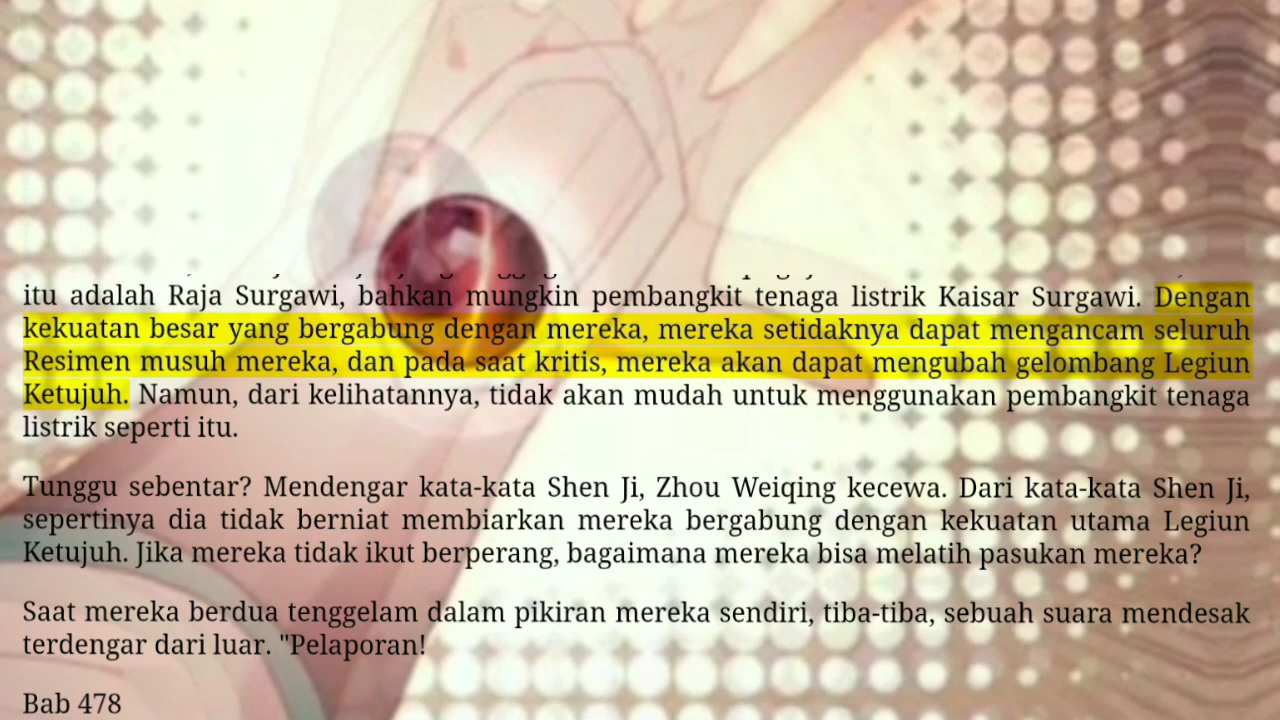 itu adalah Raja Surgawi, bahkan mungkin pembangkit tenaga listrik Kaisar Surgawi. Dengan
kekuatan besar yang bergabung dengan mereka, mereka setidaknya dapat mengancam seluruh
Resimen musuh mereka, dan pada saat kritis, mereka akan dapat mengubah gelombang Legiun
Ketujuh. Namun, dari kelihatannya, tidak akan mudah untuk menggunakan pembangkit tenaga
listrik seperti itu.
Tunggu sebentar? Mendengar kata-kata Shen Ji, Zhou Weiqing kecewa. Dari kata-kata Shen Ji,
sepertinya dia tidak berniat membiarkan mereka bergabung dengan kekuatan utama Legiun
Ketujuh. Jika mereka tidak ikut berperang, bagaimana mereka bisa melatih pasukan mereka?
Saat mereka berdua tenggelam dalam pikiran mereka sendiri, tiba-tiba, sebuah suara mendesak
terdengar dari luar. "Pelaporan!
Bab 478